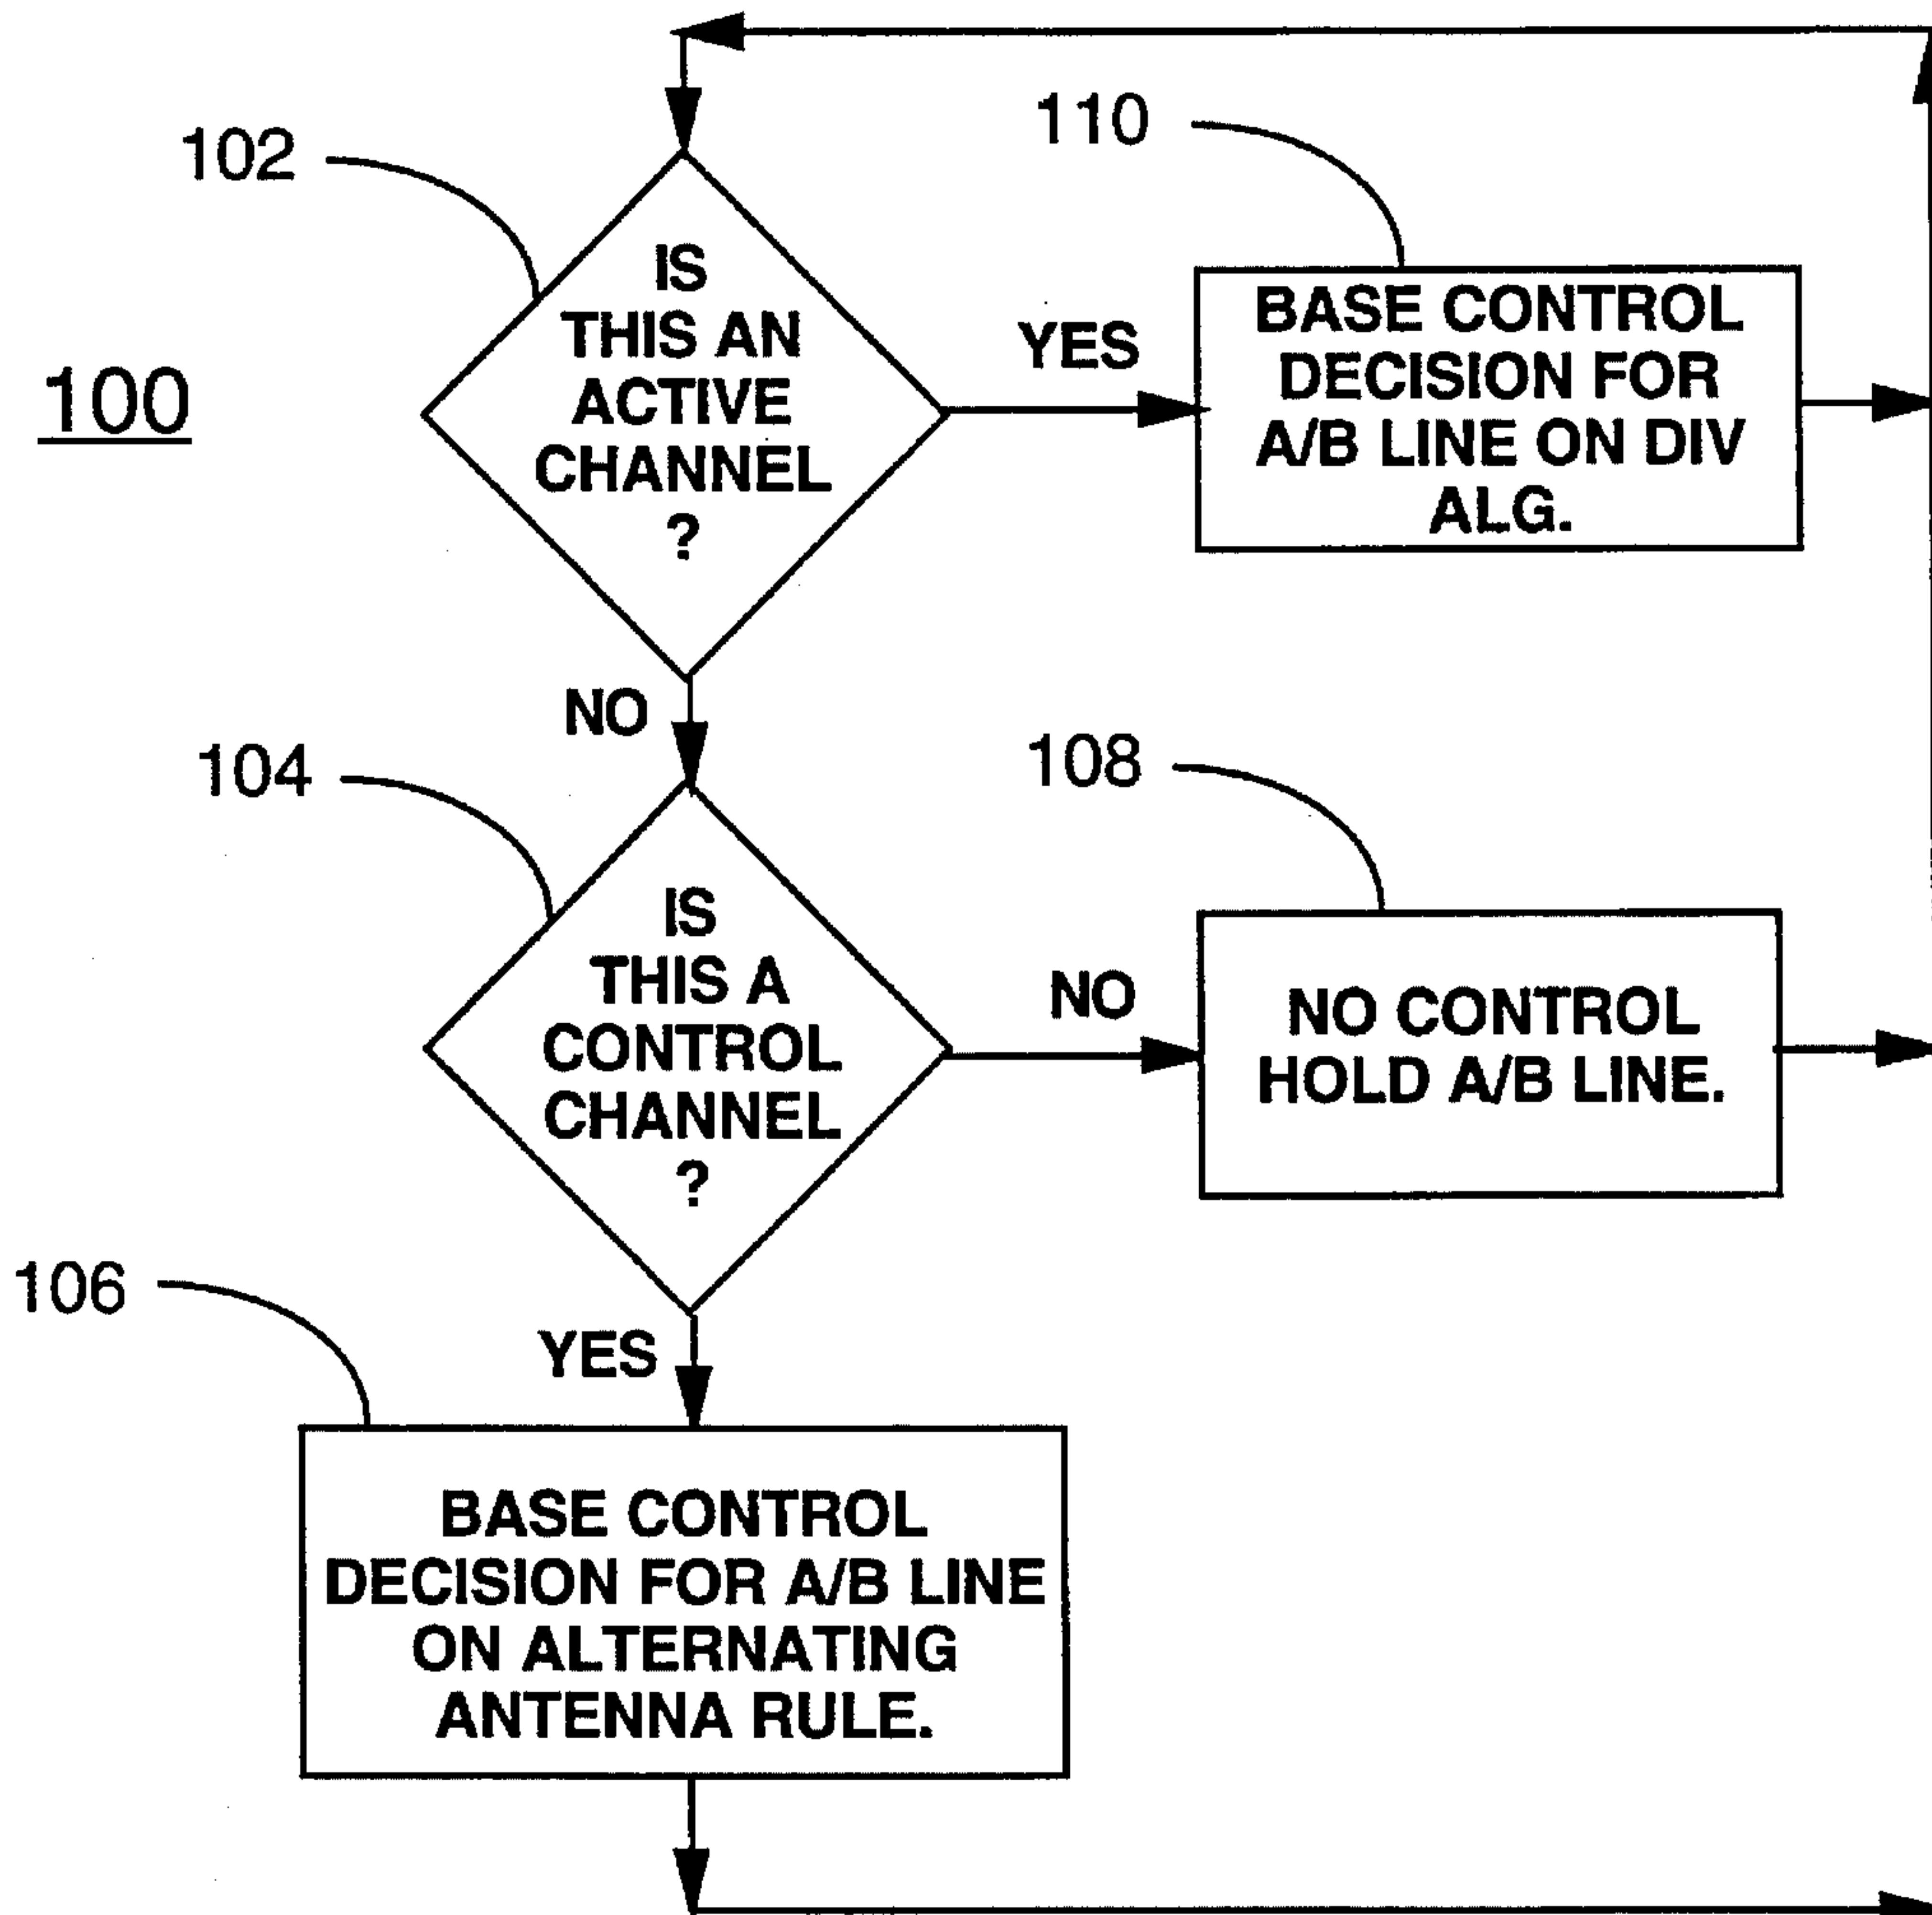 110
102
IS
THIS AN
ACTIVE
CHANNEL
?
YES
BASE CONTROL
DECISION FOR
A/B LINE ON DIV
ALG.
100
NO
104
108
IS
THIS A
CONTROL
CHANNEL
?
NO
NO CONTROL
HOLD A/B LINE.
106
YES
BASE CONTROL
DECISION FOR A/B LINE
ON ALTERNATING
ANTENNA RULE.